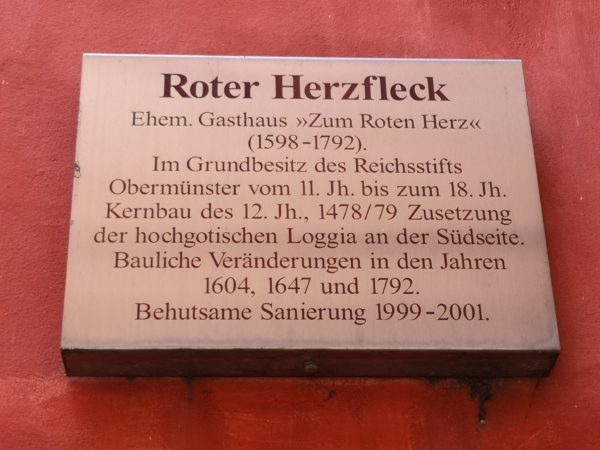 Roter Herzfleck
Ehem. Gasthaus »Zum Roten Herz«
(1598-1792).
Im Grundbesitz des Reichsstifts
Obermünster vom 11. Jh. bis zum 18. Jh.
Kernbau des 12. Jh., 1478/79 Zusetzung
der hochgotischen Loggia an der Südseite.
Bauliche Veränderungen in den Jahren
1604, 1647 und 1792.
Behutsame Sanierung 1999-2001.